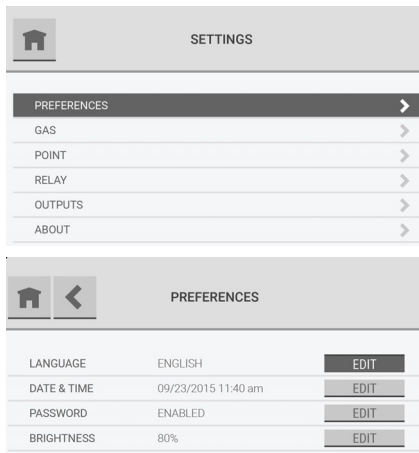 SETTINGS
PREFERENCES
GAS
POINT
RELAY
OUTPUTS
ABOUT
PREFERENCES
LANGUAGE ENGLISH EDIT
DATE & TIME 09/23/2015 11:40 am EDIT
PASSWORD ENABLED EDIT
BRIGHTNESS 80% EDIT